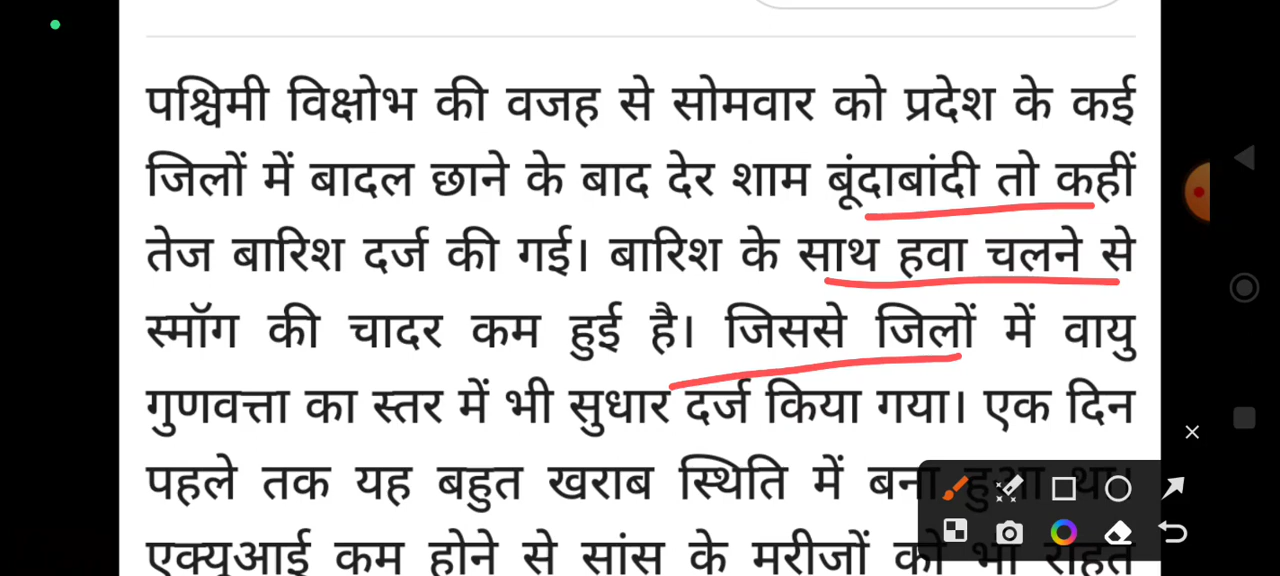 पश्चिमी विक्षोभ की वजह से सोमवार को प्रदेश के कई
जिलों में बादल छाने के बाद देर शाम बूंदाबांदी तो कहीं
तेज बारिश दर्ज की गई। बारिश के साथ हवा चलने से
स्मॉग की चादर कम हुई है। जिससे जिलों में वायु
गुणवत्ता का स्तर में भी सुधार दर्ज किया गया। एक दिन
पहले तक यह बहुत खराब स्थिति में बना हुआ था।
एक्यूआई कम होने से सांस के मरीजों को भी राहत